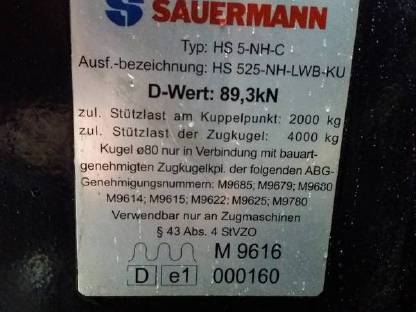 S SAUERMANN
Typ: HS 5-NH-C
Ausf.-bezeichnung: HS 525-NH-LWB-KU
D-Wert: 89,3kN
zul. Stützlast am Kuppelpunkt: 2000 kg
zul. Stützlast der Zugkugel: 4000 kg
Kugel ø80 nur in Verbindung mit bauart-
genehmigten Zugkugelkpl. der folgenden ABG-
Genehmigungsnummern: M9685; M9679; M9680
M9614; M9615; M9622; M9625; M9780
Verwendbar nur an Zugmaschinen
§ 43 Abs. 4 StVZO
M 9616
D e1 000160